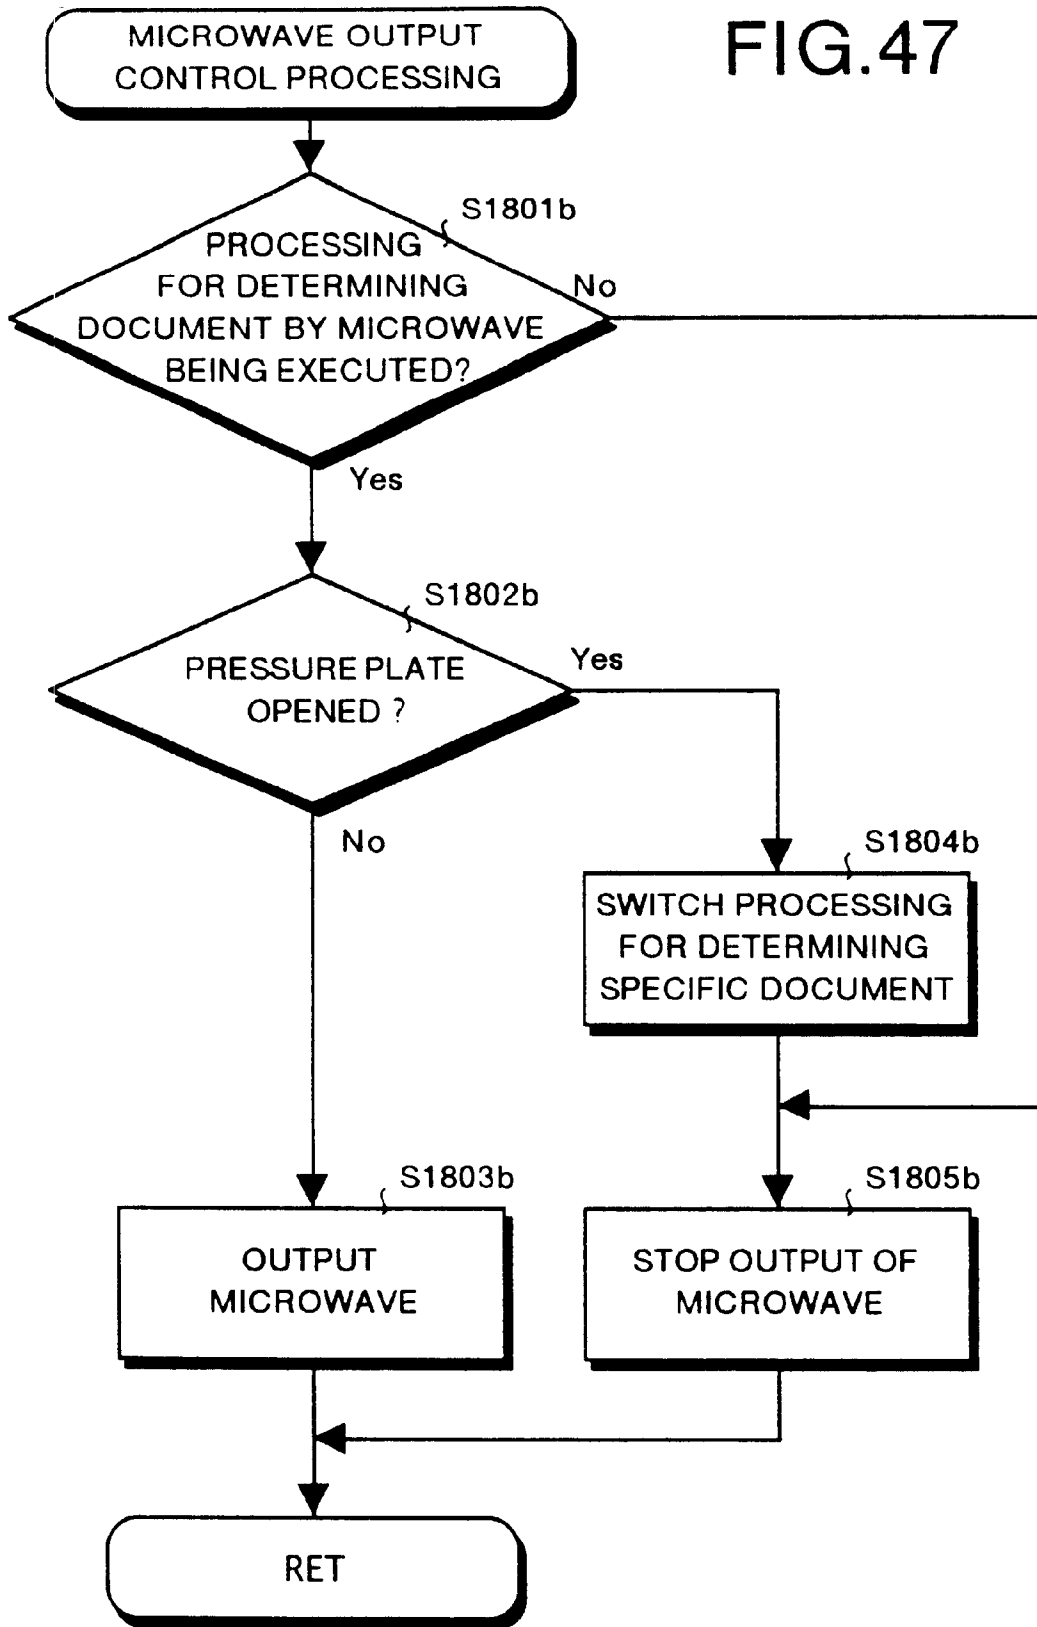 MICROWAVE OUTPUT
CONTROL PROCESSING
FIG.47
S1801b
PROCESSING
FOR DETERMINING
DOCUMENT BY MICROWAVE
BEING EXECUTED?
No
Yes
S1802b
PRESSURE PLATE
OPENED ?
Yes
No
S1804b
SWITCH PROCESSING
FOR DETERMINING
SPECIFIC DOCUMENT
S1803b
OUTPUT
MICROWAVE
S1805b
STOP OUTPUT OF
MICROWAVE
RET